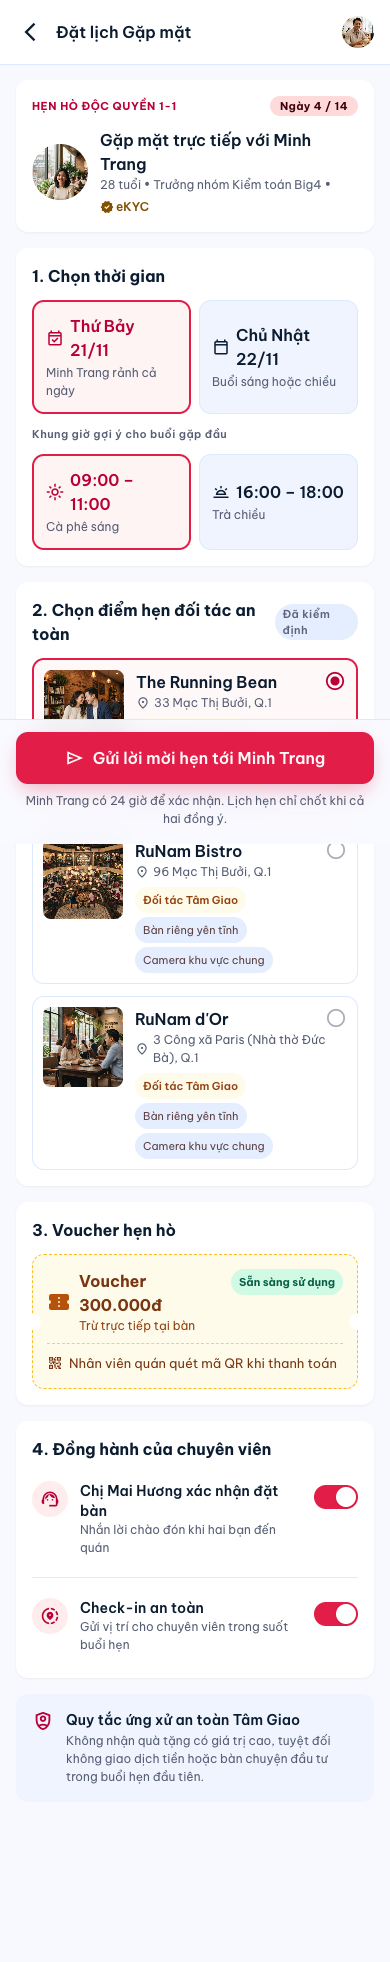 Đặt lịch Gặp mặt
HẸN HÒ ĐỘC QUYỀN 1-1
Ngày 4 / 14
Gặp mặt trực tiếp với Minh
Trang
28 tuổi • Trưởng nhóm Kiểm toán Big4 •
eKYC
1. Chọn thời gian
Thứ Bảy
21/11
Minh Trang rảnh cả
ngày
Chủ Nhật
22/11
Buổi sáng hoặc chiều
Khung giờ gợi ý cho buổi gặp đầu
09:00 –
11:00
Cà phê sáng
16:00 – 18:00
Trà chiều
2. Chọn điểm hẹn đối tác an
toàn
Đã kiểm
định
The Running Bean
33 Mạc Thị Bưởi, Q.1
Gửi lời mời hẹn tới Minh Trang
Minh Trang có 24 giờ để xác nhận. Lịch hẹn chỉ chốt khi cả
hai đồng ý.
RuNam Bistro
96 Mạc Thị Bưởi, Q.1
Đối tác Tâm Giao
Bàn riêng yên tĩnh
Camera khu vực chung
RuNam d'Or
3 Công xã Paris (Nhà thờ Đức
Bà), Q.1
Đối tác Tâm Giao
Bàn riêng yên tĩnh
Camera khu vực chung
3. Voucher hẹn hò
Voucher
300.000đ
Trừ trực tiếp tại bàn
Sẵn sàng sử dụng
Nhân viên quán quét mã QR khi thanh toán
4. Đồng hành của chuyên viên
Chị Mai Hương xác nhận đặt
bàn
Nhắn lời chào đón khi hai bạn đến
quán
Check-in an toàn
Gửi vị trí cho chuyên viên trong suốt
buổi hẹn
Quy tắc ứng xử an toàn Tâm Giao
Không nhận quà tặng có giá trị cao, tuyệt đối
không giao dịch tiền hoặc bàn chuyện đầu tư
trong buổi hẹn đầu tiên.